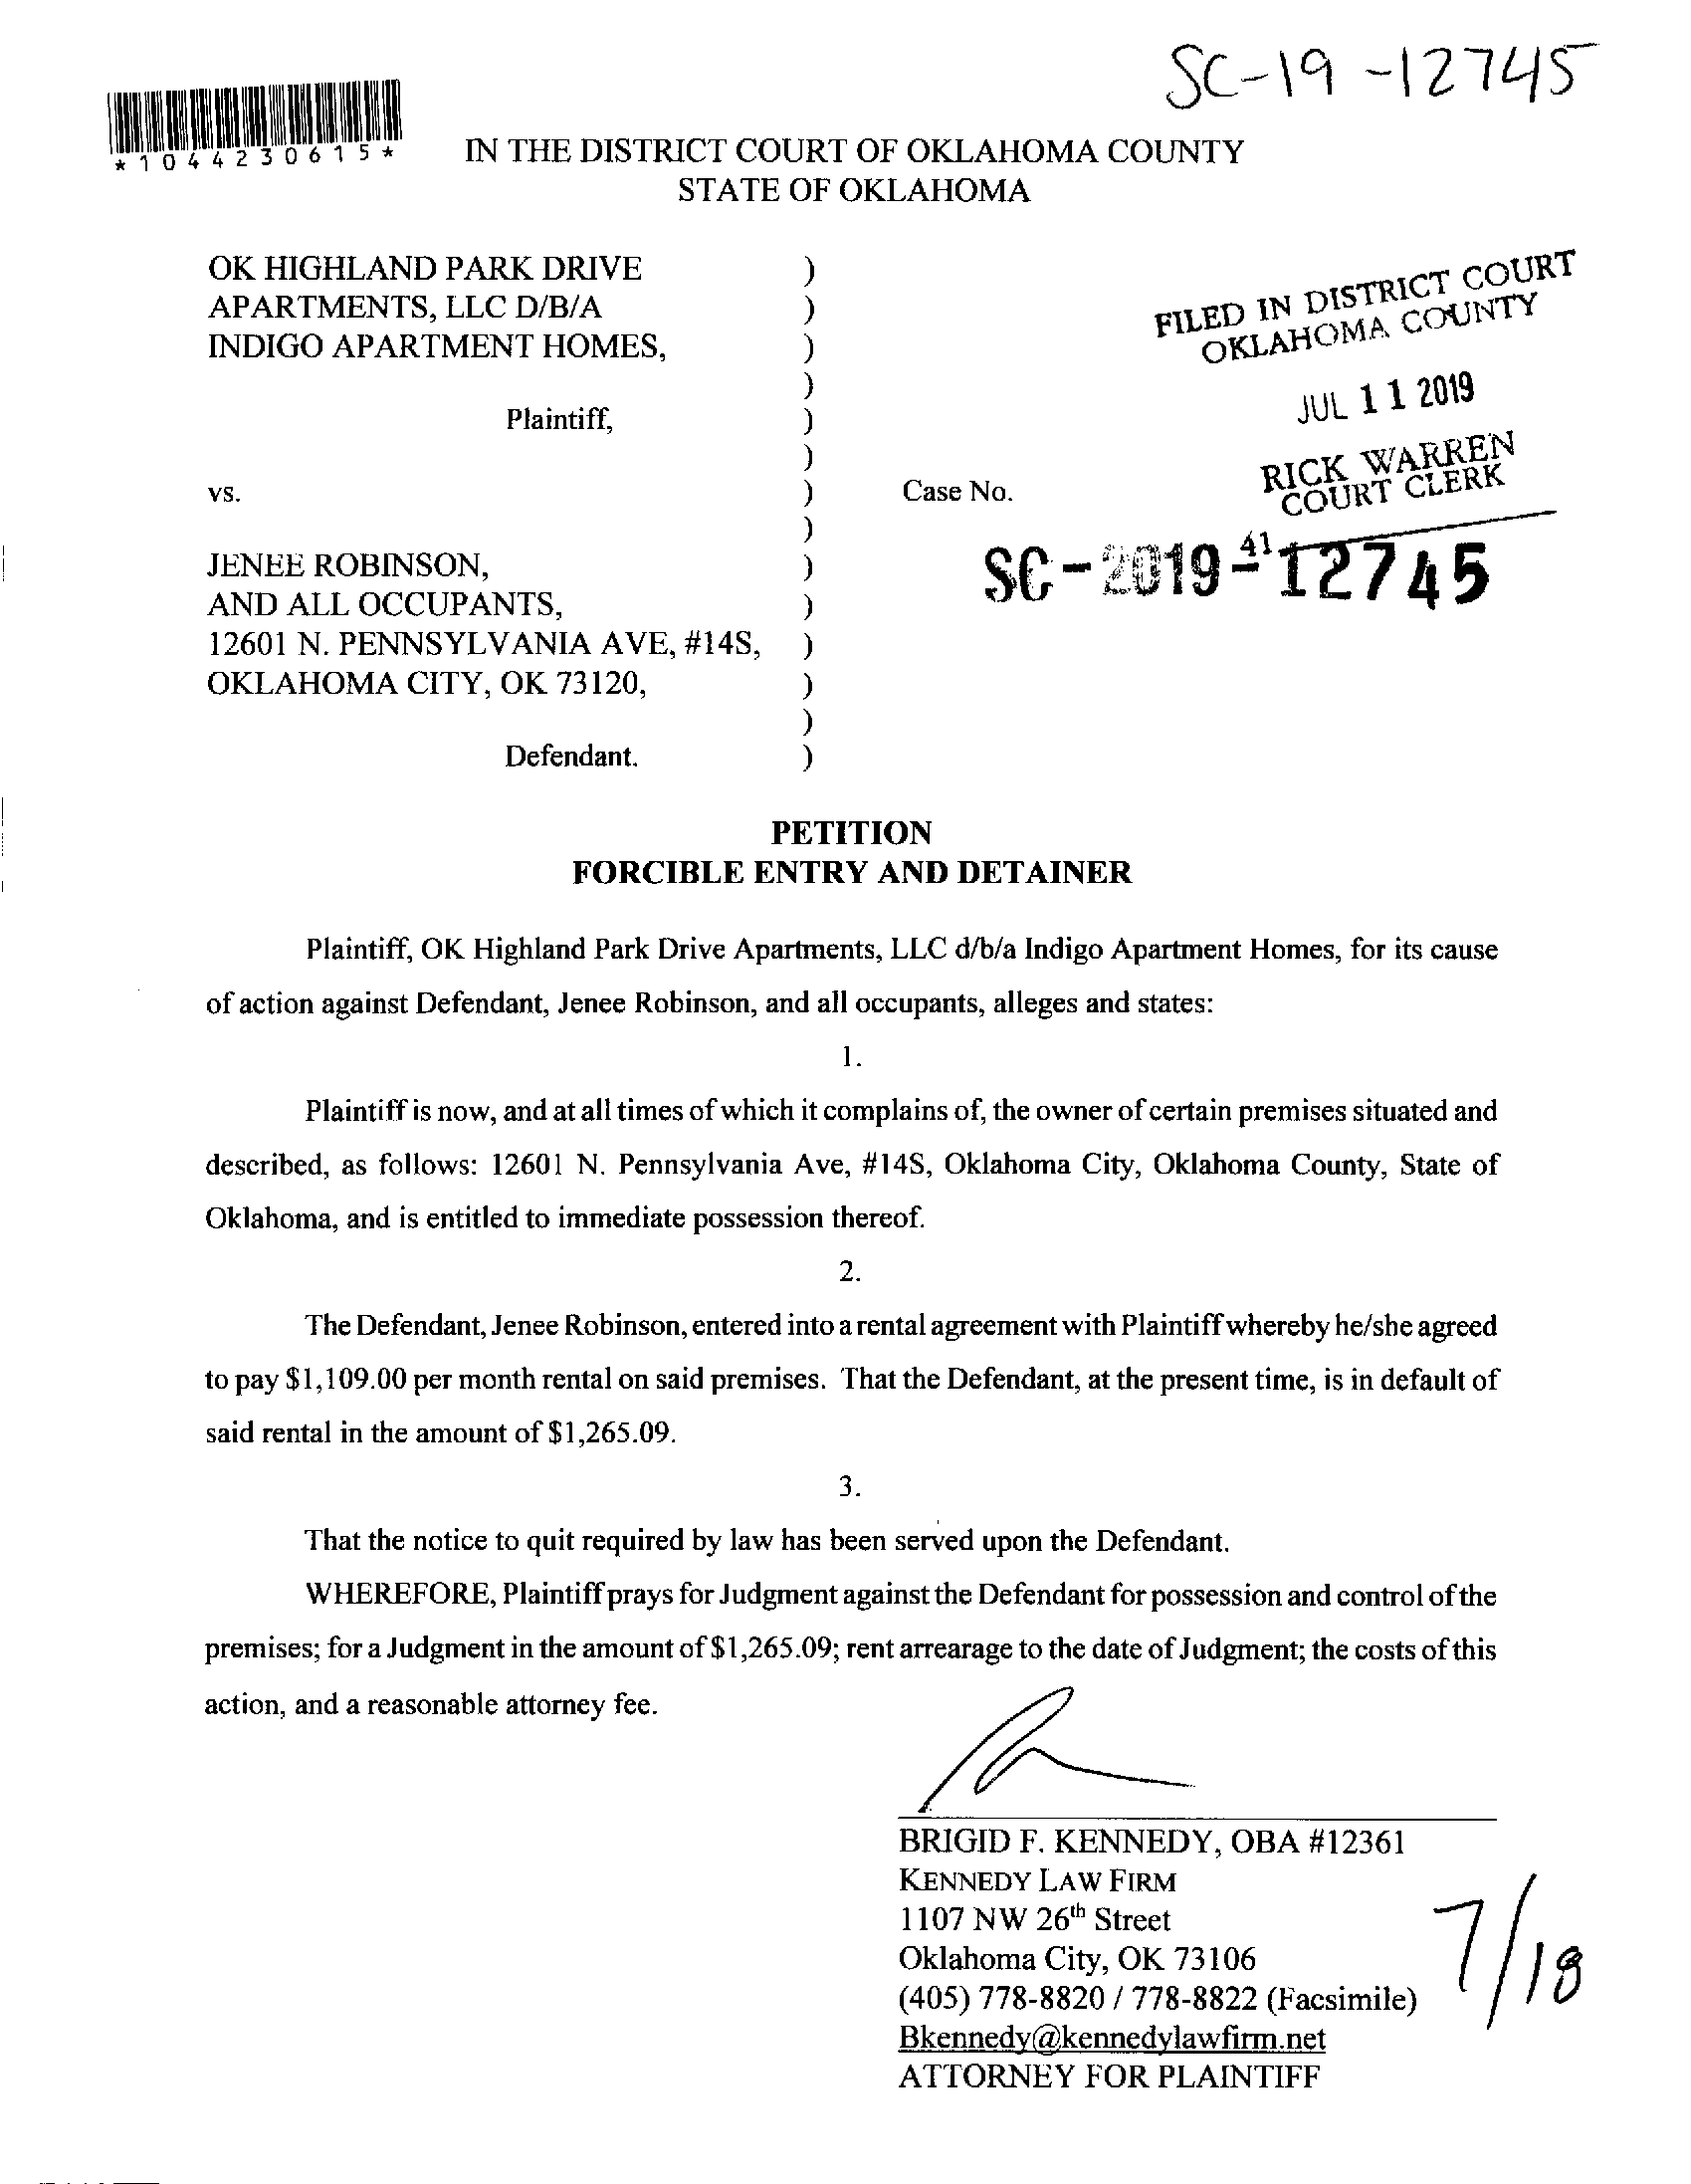 SC-19-12745
*1044230615*
IN THE DISTRICT COURT OF OKLAHOMA COUNTY
STATE OF OKLAHOMA
OK HIGHLAND PARK DRIVE )
APARTMENTS, LLC D/B/A )
INDIGO APARTMENT HOMES, )
)
Plaintiff, )
)
vs. ) Case No.
)
JENEE ROBINSON, )
AND ALL OCCUPANTS, )
12601 N. PENNSYLVANIA AVE, #14S, )
OKLAHOMA CITY, OK 73120, )
)
Defendant. )
FILED IN DISTRICT COURT
OKLAHOMA COUNTY
JUL 11 2019
RICK WARREN
COURT CLERK
41
SC-2019-12745
PETITION
FORCIBLE ENTRY AND DETAINER
Plaintiff, OK Highland Park Drive Apartments, LLC d/b/a Indigo Apartment Homes, for its cause
of action against Defendant, Jenee Robinson, and all occupants, alleges and states:
1.
Plaintiff is now, and at all times of which it complains of, the owner of certain premises situated and
described, as follows: 12601 N. Pennsylvania Ave, #14S, Oklahoma City, Oklahoma County, State of
Oklahoma, and is entitled to immediate possession thereof.
2.
The Defendant, Jenee Robinson, entered into a rental agreement with Plaintiff whereby he/she agreed
to pay $1,109.00 per month rental on said premises. That the Defendant, at the present time, is in default of
said rental in the amount of $1,265.09.
3.
That the notice to quit required by law has been served upon the Defendant.
WHEREFORE, Plaintiff prays for Judgment against the Defendant for possession and control of the
premises; for a Judgment in the amount of $1,265.09; rent arrearage to the date of Judgment; the costs of this
action, and a reasonable attorney fee.
BRIGID F. KENNEDY, OBA #12361
KENNEDY LAW FIRM
1107 NW 26th Street
Oklahoma City, OK 73106
(405) 778-8820 / 778-8822 (Facsimile)
Bkennedy@kennedylawfirm.net
ATTORNEY FOR PLAINTIFF
7/18